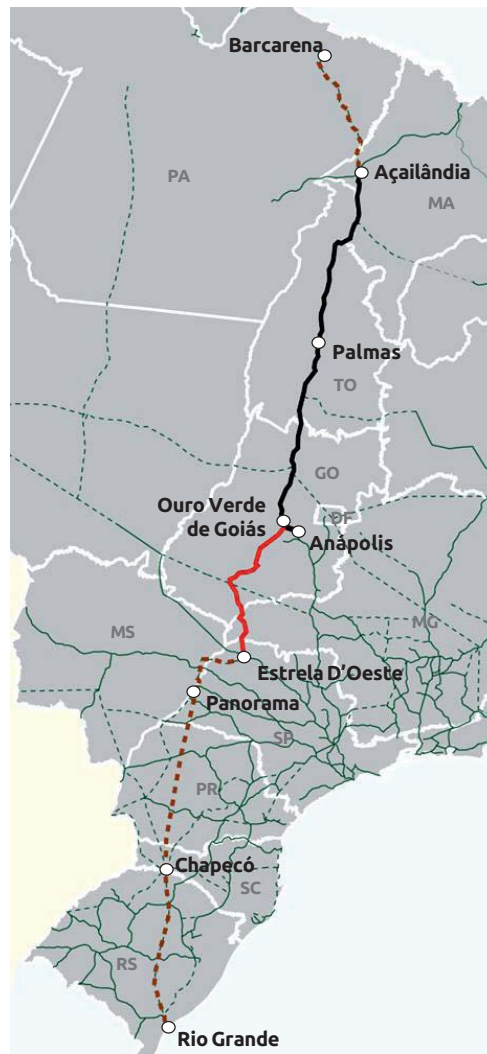 Barcarena
PA
Açailândia
MA
Palmas
TO
GO
Ouro Verde
de Goiás
DF
Anápolis
MS
MG
Estrela D’Oeste
Panorama
SP
PR
Chapecó
SC
RS
Rio Grande